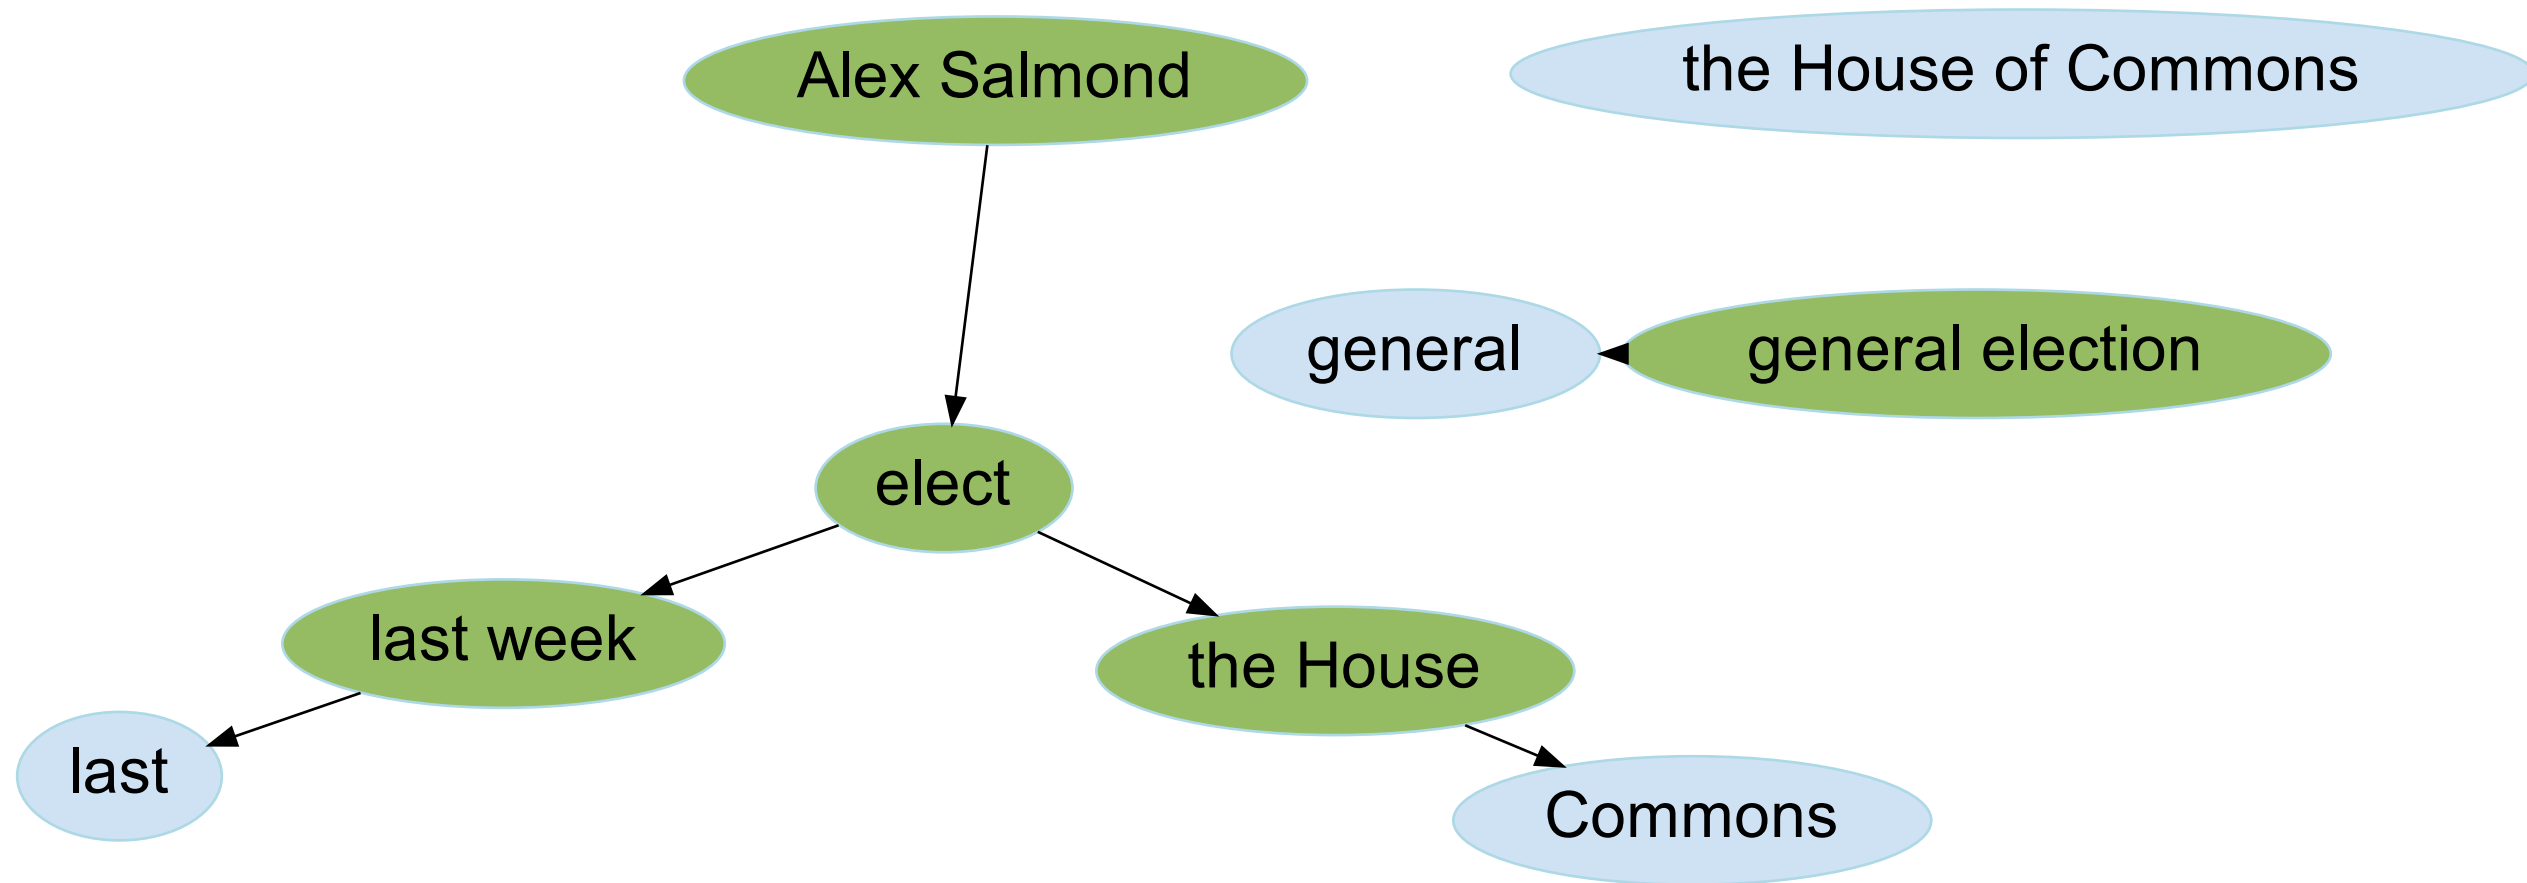 Alex Salmond
the House of Commons
general
general election
elect
last week
the House
last
Commons